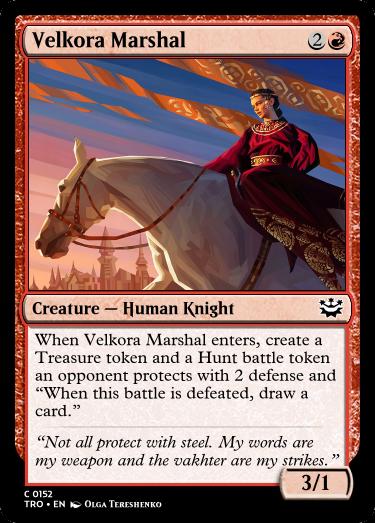 Velkora Marshal 2
Creature — Human Knight
When Velkora Marshal enters, create a
Treasure token and a Hunt battle token
an opponent protects with 2 defense and
“When this battle is defeated, draw a
card.”
“Not all protect with steel. My words are
my weapon and the vakhter are my strikes.”
3/1
C 0152
TRO • EN Olga Tereshenko